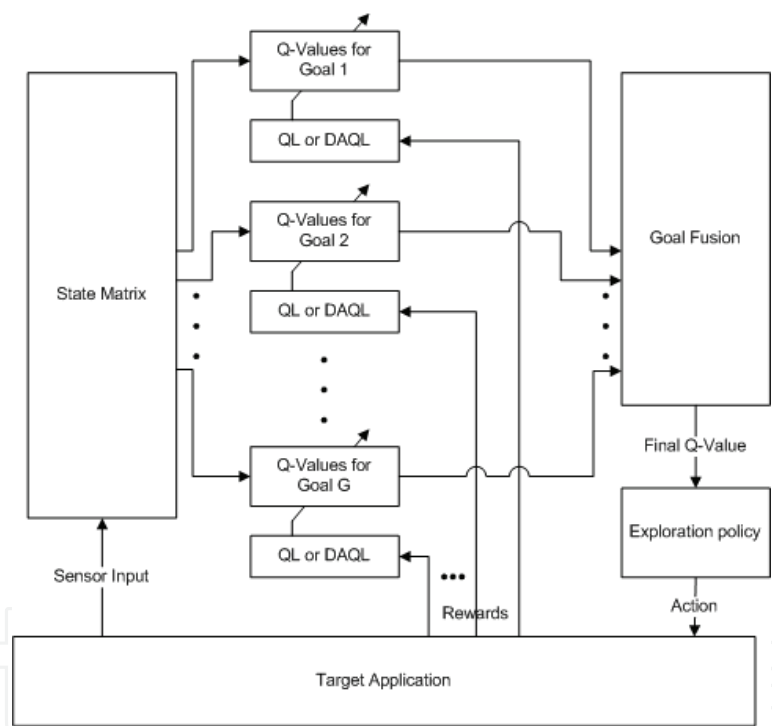 Q-Values for
Goal 1
QL or DAQL
Q-Values for
Goal 2
QL or DAQL
State Matrix
Goal Fusion
Q-Values for
Goal G
QL or DAQL
Final Q-Value
Exploration policy
Sensor Input
Rewards
Action
Target Application